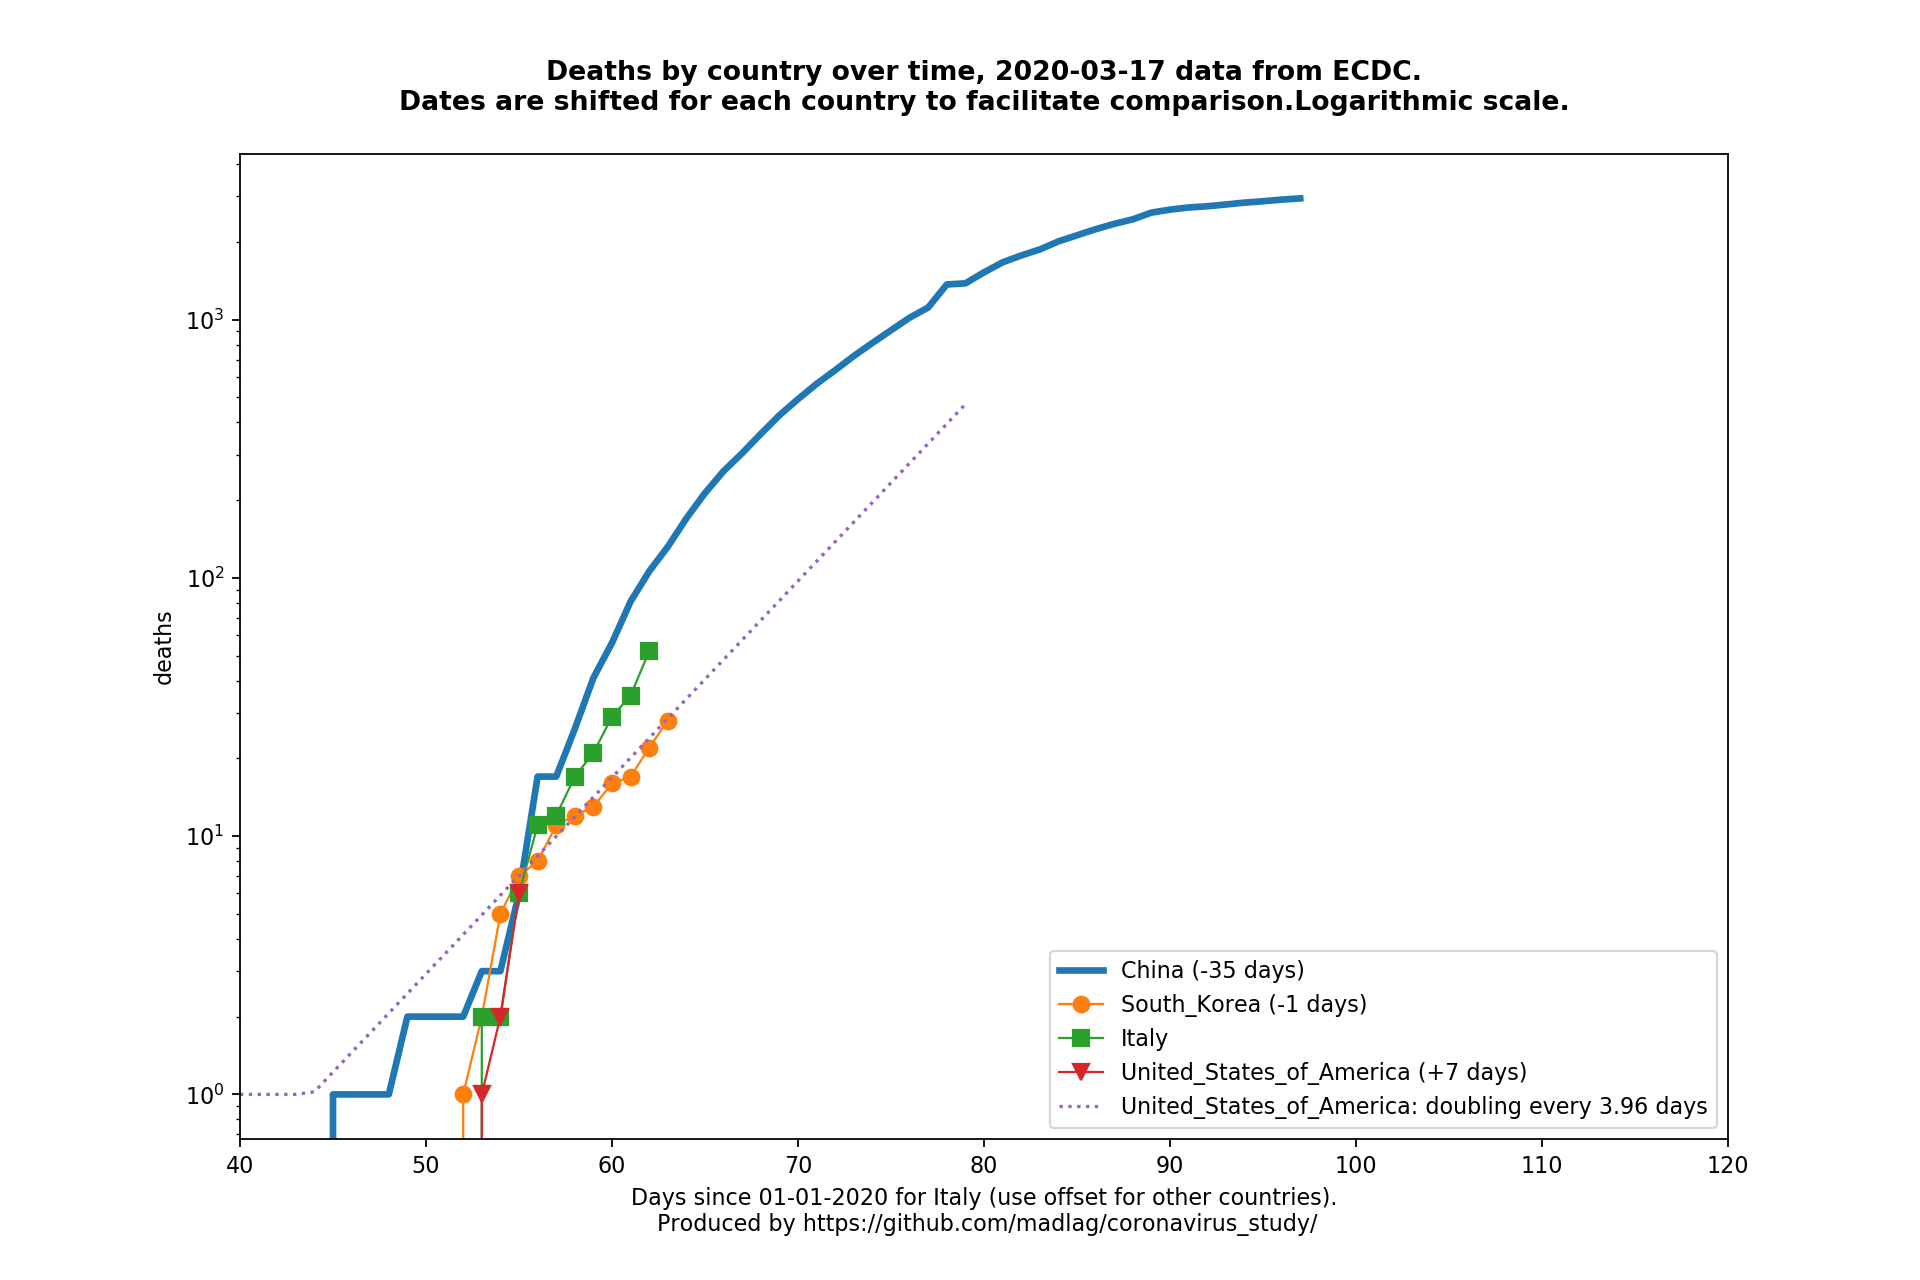 Deaths by country over time, 2020-03-17 data from ECDC.
Dates are shifted for each country to facilitate comparison.Logarithmic scale.
deaths
10³
10²
10¹
10⁰
40 50 60 70 80 90 100 110 120
Days since 01-01-2020 for Italy (use offset for other countries).
Produced by https://github.com/madlag/coronavirus_study/
China (-35 days)
South_Korea (-1 days)
Italy
United_States_of_America (+7 days)
United_States_of_America: doubling every 3.96 days